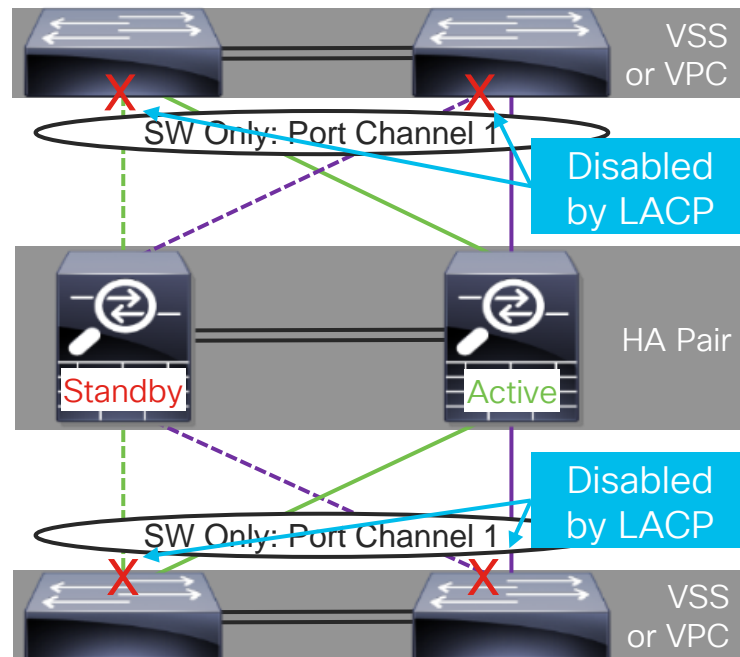 VSS
or VPC
SW Only: Port Channel 1
Disabled
by LACP
HA Pair
Standby
Active
Disabled
by LACP
SW Only: Port Channel 1
VSS
or VPC